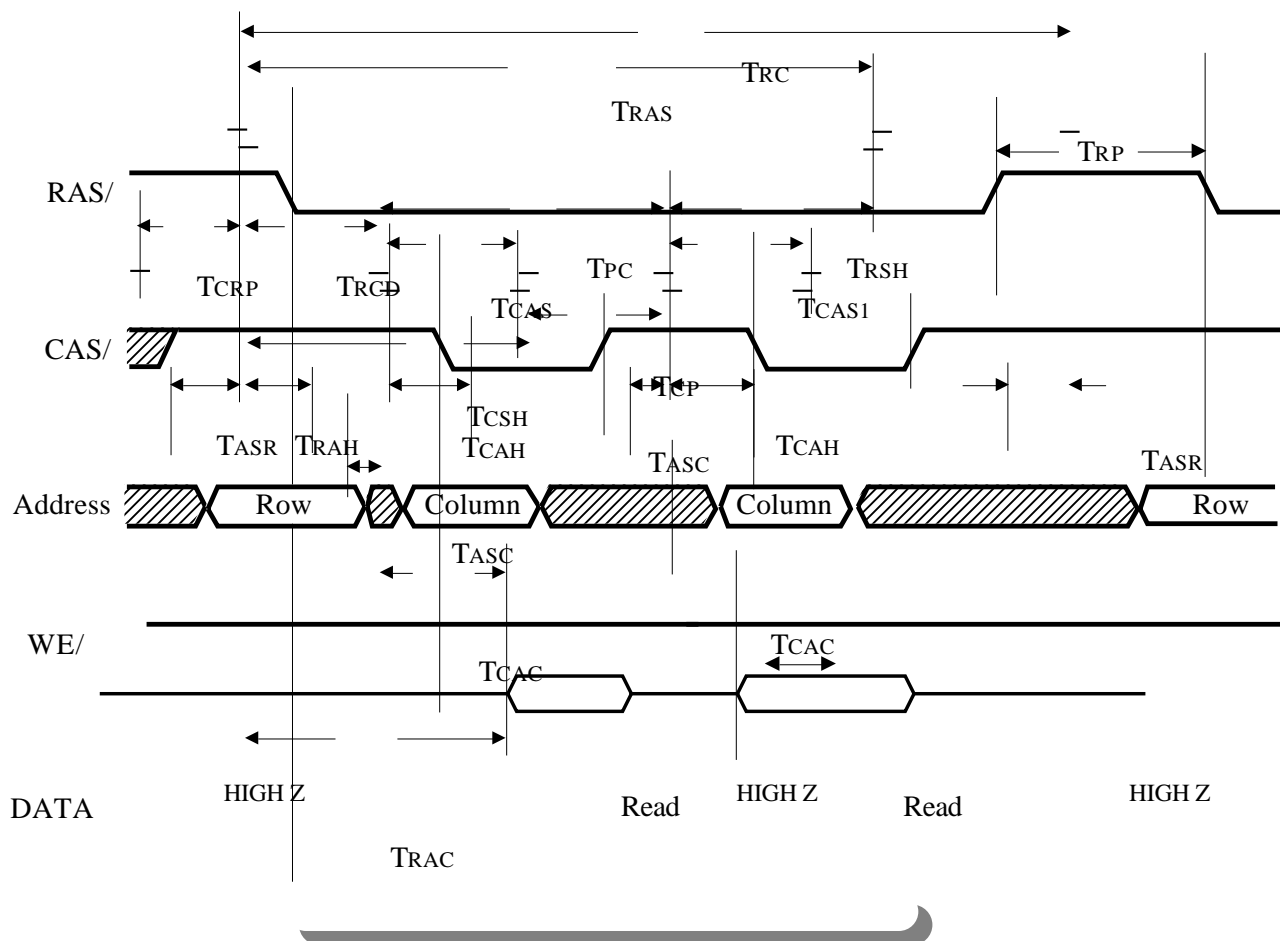 TRC
TRAS
TRP
RAS/
TPC
TRSH
TCRP
TRCD
TCAS
TCAS1
CAS/
TCP
TCSH
TASR
TRAH
TCAH
TCAH
TASC
TASR
Address
Row
Column
Column
Row
TASC
WE/
TCAC
TCAC
HIGH Z
Read
HIGH Z
Read
HIGH Z
DATA
TRAC